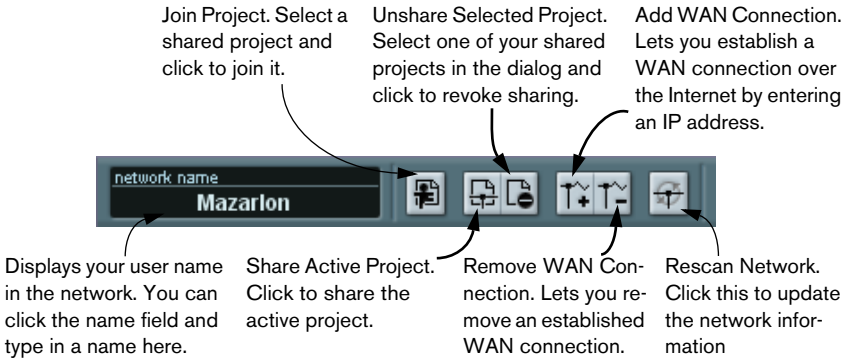 Join Project. Select a
shared project and
click to join it.
Unshare Selected Project.
Select one of your shared
projects in the dialog and
click to revoke sharing.
Add WAN Connection.
Lets you establish a
WAN connection over
the Internet by entering
an IP address.
network name
Mazarlon
Displays your user name
in the network. You can
click the name field and
type in a name here.
Share Active Project.
Click to share the
active project.
Remove WAN Con-
nection. Lets you re-
move an established
WAN connection.
Rescan Network.
Click this to update
the network infor-
mation